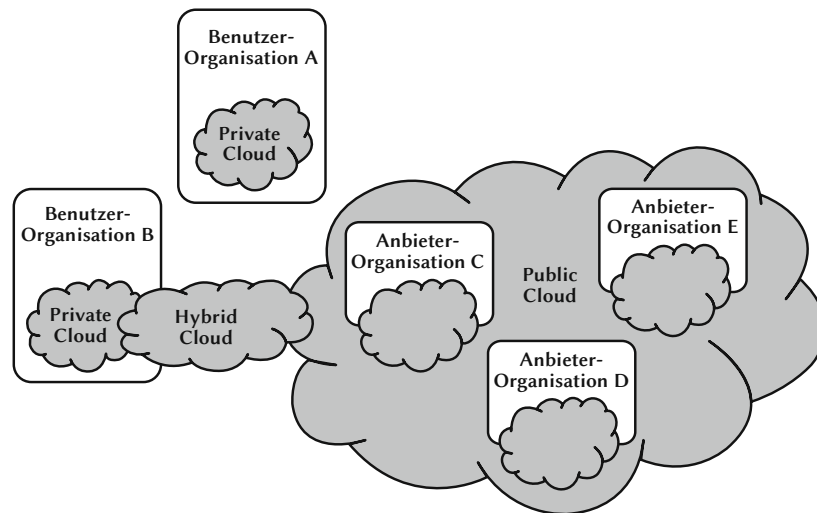 Benutzer-
Organisation A
Private
Cloud
Benutzer-
Organisation B
Private
Cloud
Hybrid
Cloud
Anbieter-
Organisation C
Public
Cloud
Anbieter-
Organisation E
Anbieter-
Organisation D